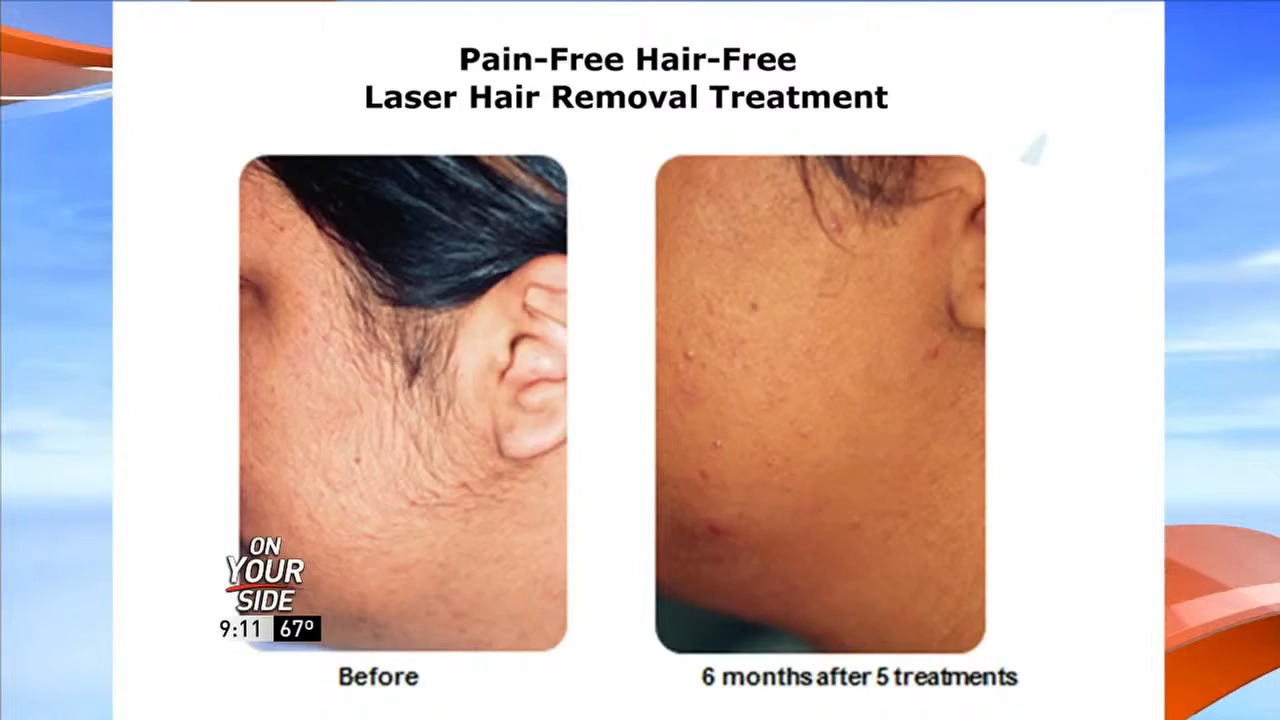 Pain-Free Hair-Free
Laser Hair Removal Treatment
ON
YOUR
SIDE
9:11 67º
Before
6 months after 5 treatments